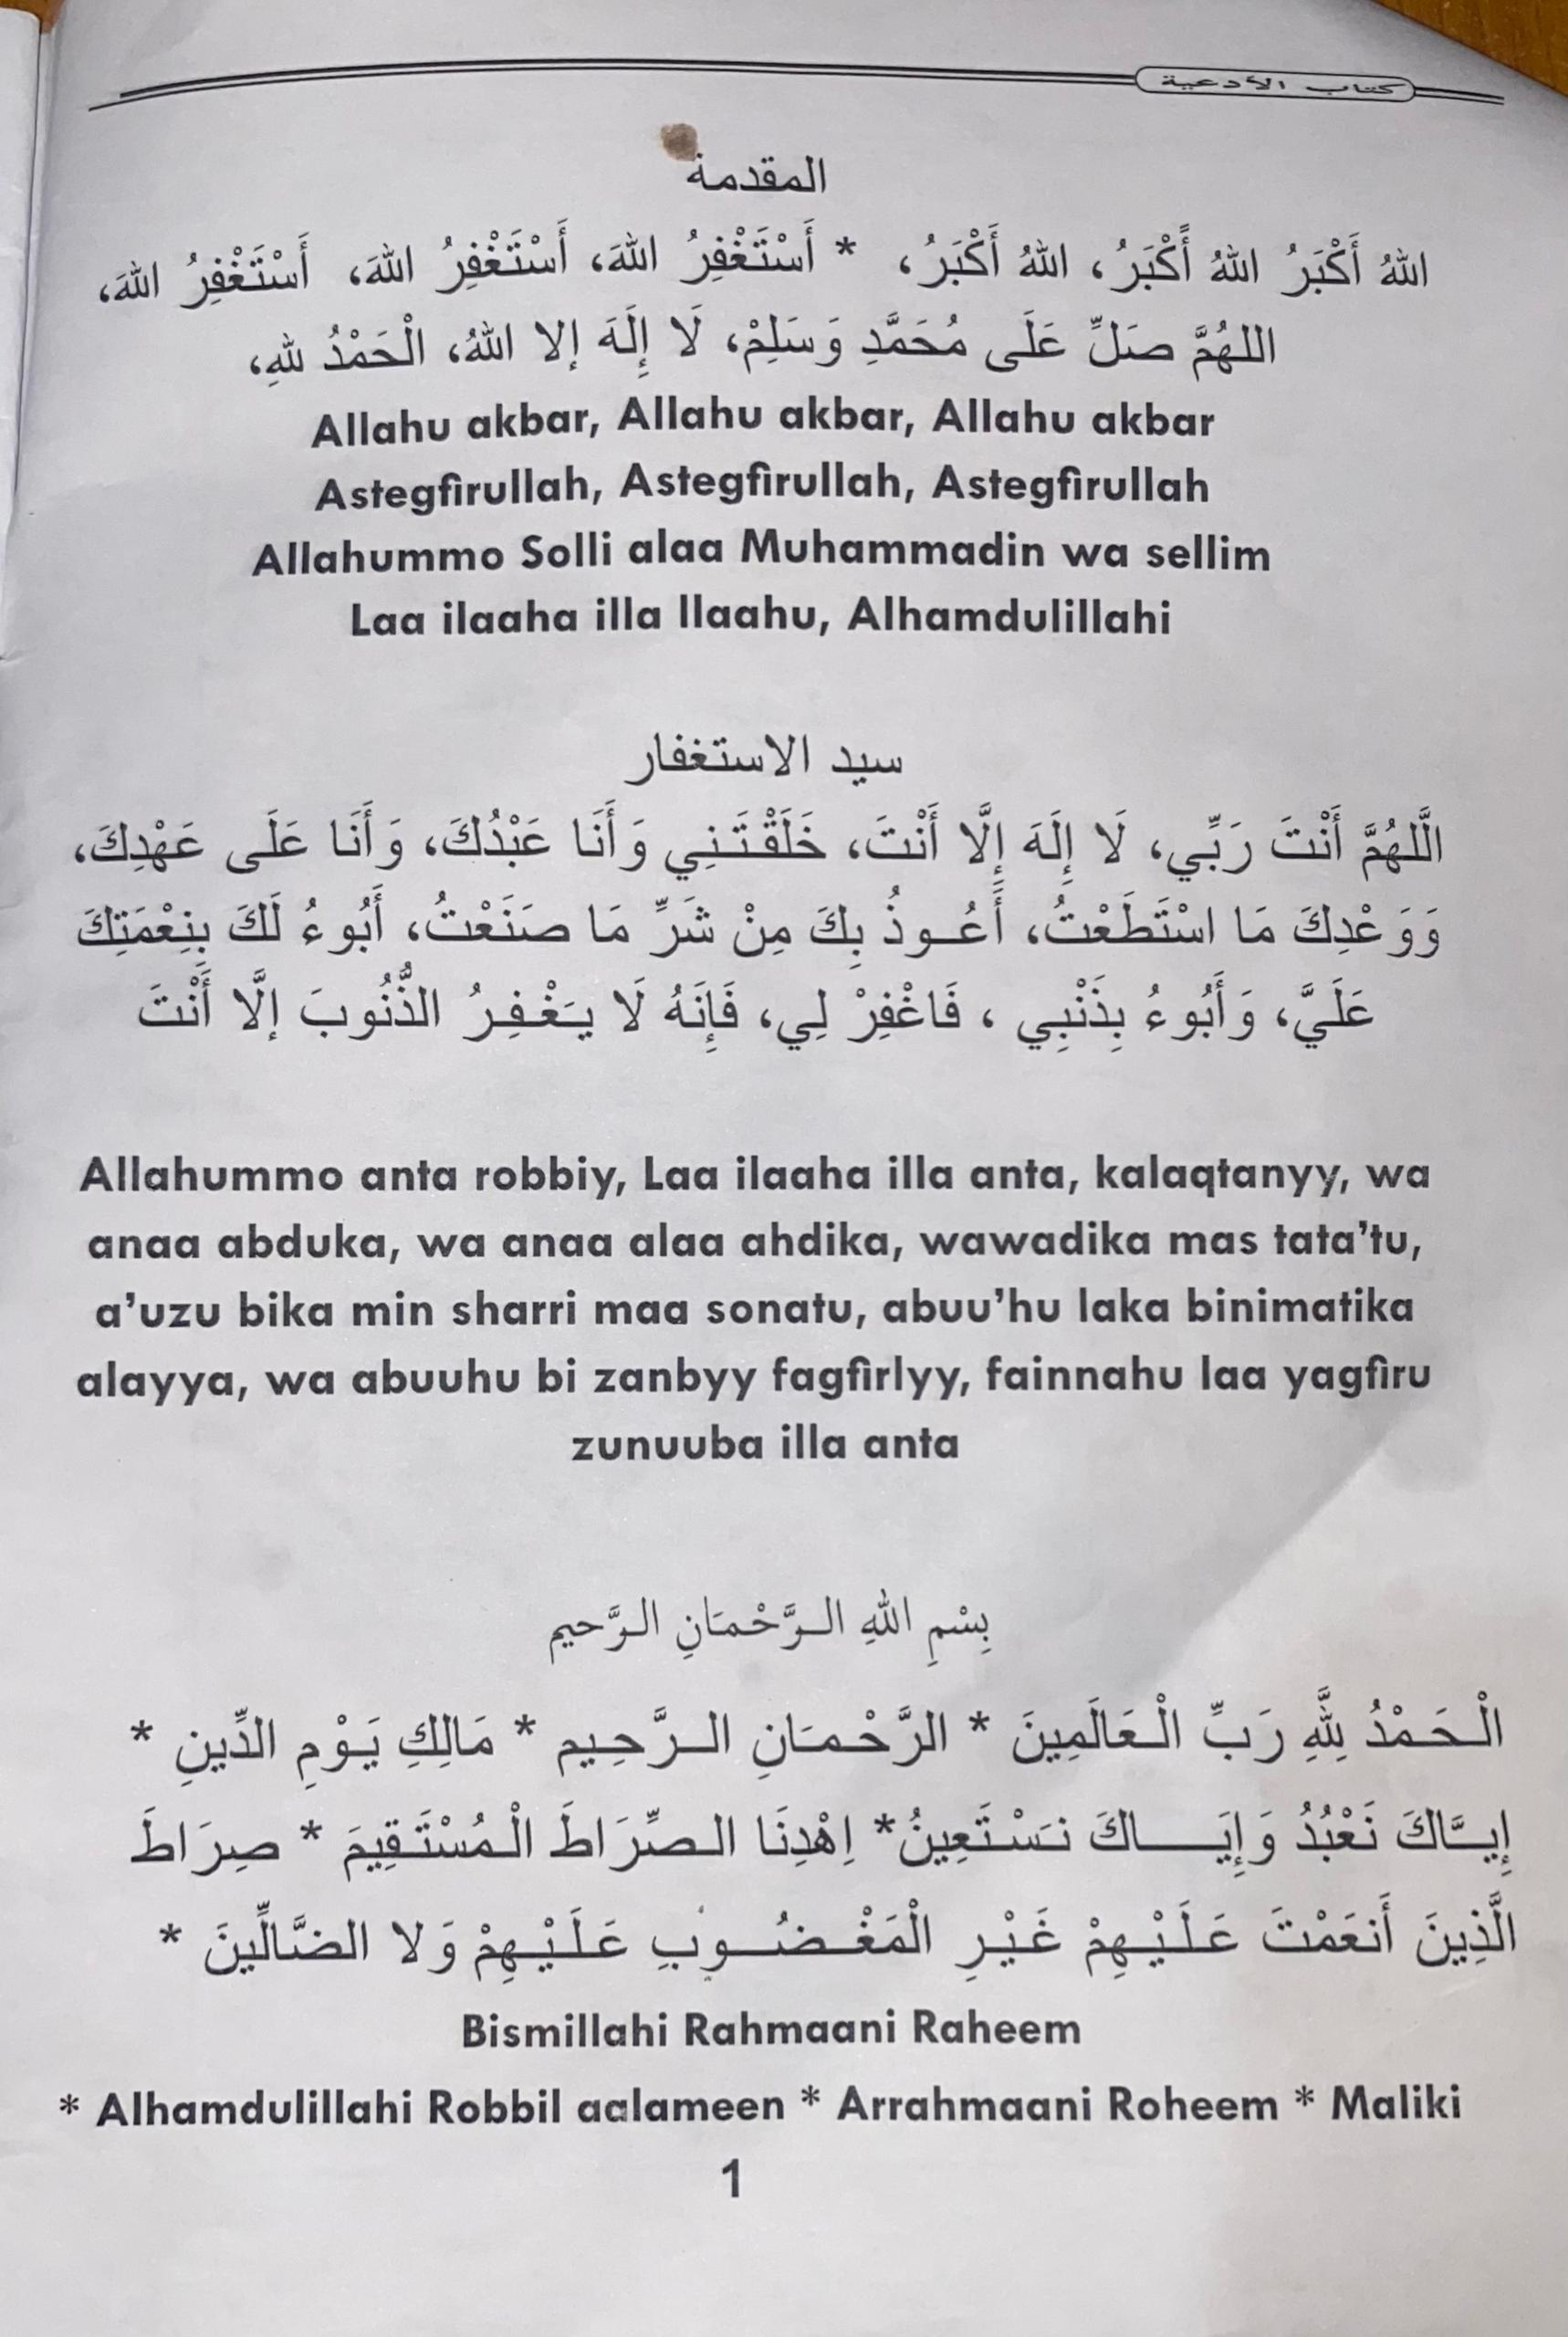 كتاب الأدعية
المقدمة
اللهُ أَكْبَرُ اللهُ أَكْبَرُ، اللهُ أَكْبَرُ، * أَسْتَغْفِرُ اللهَ، أَسْتَغْفِرُ اللهَ، أَسْتَغْفِرُ اللهَ،
اللهُمَّ صَلِّ عَلَى مُحَمَّدٍ وَسَلِمْ، لَا إِلَهَ إلا اللهُ، الْحَمْدُ للهِ،
Allahu akbar, Allahu akbar, Allahu akbar
Astegfirullah, Astegfirullah, Astegfirullah
Allahummo Solli alaa Muhammadin wa sellim
Laa ilaaha illa llaahu, Alhamdulillahi
سيد الاستغفار
الَّلهُمَّ أَنْتَ رَبِّي، لَا إِلَهَ إِلَّا أَنْتَ، خَلَقْتَنِي وَأَنَا عَبْدُكَ، وَأَنَا عَلَى عَهْدِكَ،
وَوَعْدِكَ مَا اسْتَطَعْتُ، أَعُوذُ بِكَ مِنْ شَرِّ مَا صَنَعْتُ، أَبُوءُ لَكَ بِنِعْمَتِكَ
عَلَيَّ، وَأَبُوءُ بِذَنْبِي ، فَاغْفِرْ لِي، فَإِنَهُ لَا يَغْفِرُ الذُّنُوبَ إلَّا أَنْتَ
Allahummo anta robbiy, Laa ilaaha illa anta, kalaqtanyy, wa
anaa abduka, wa anaa alaa ahdika, wawadika mas tata’tu,
a’uzu bika min sharri maa sonatu, abuu’hu laka binimatika
alayya, wa abuuhu bi zanbyy fagfirlyy, fainnahu laa yagfiru
zunuuba illa anta
بِسْمِ اللهِ الرَّحْمَانِ الرَّحيم
الْحَمْدُ لِلَّهِ رَبِّ الْعَالَمِينَ * الرَّحْمَانِ الرَّحِيم * مَالِكِ يَوْمِ الدِّينِ *
إِيَّاكَ نَعْبُدُ وَإِيَاكَ نَسْتَعِينُ* اِهْدِنَا الصِّرَاطَ الْمُسْتَقِيمَ * صِرَاطَ
الَّذِينَ أَنعَمْتَ عَلَيْهِمْ غَيْرِ الْمَغْضُوبِ عَلَيْهِمْ وَلا الضَّالِّينَ *
Bismillahi Rahmaani Raheem
* Alhamdulillahi Robbil aalameen * Arrahmaani Roheem * Maliki
1